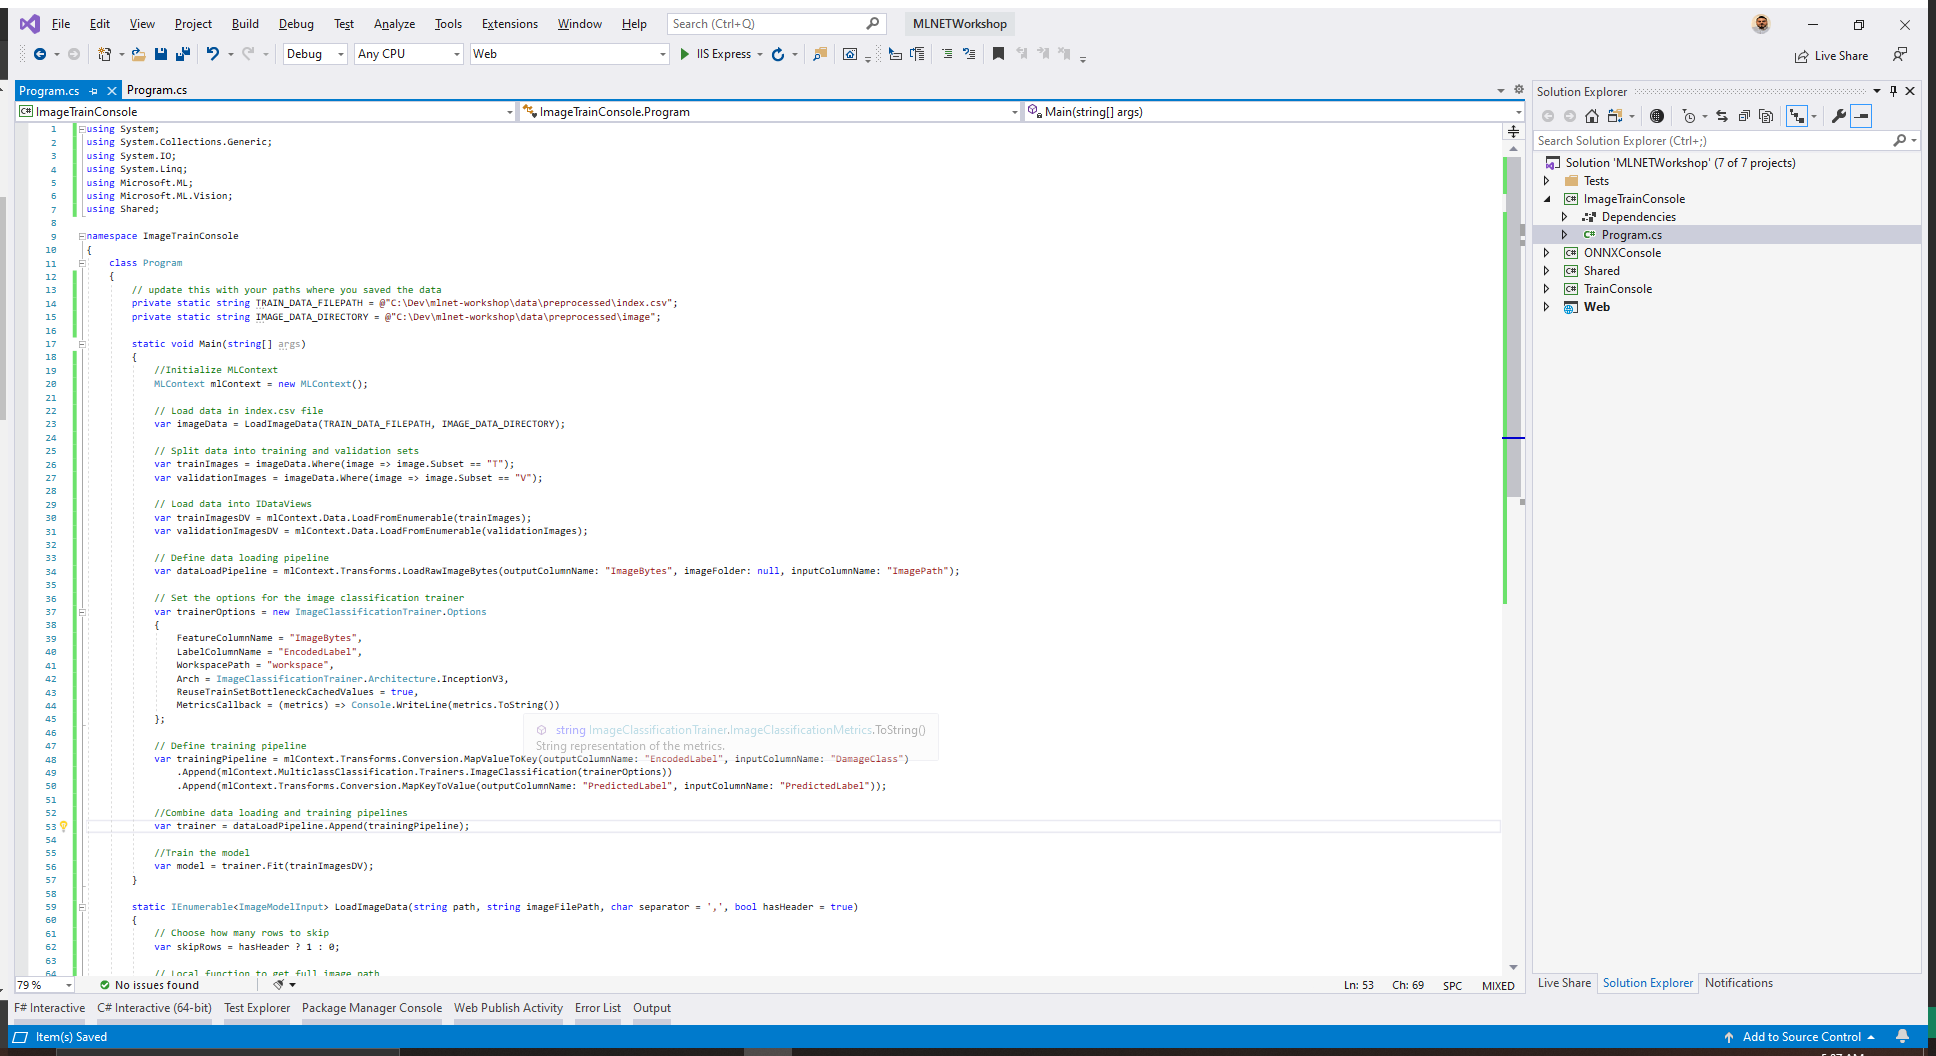 File Edit View Project Build Debug Test Analyze Tools Extensions Window Help Search (Ctrl+Q) MLNETWorkshop
Debug Any CPU Web IIS Express Live Share
Program.cs Program.cs
ImageTrainConsole ImageTrainConsole.Program Main(string[] args)
1 using System;
2 using System.Collections.Generic;
3 using System.IO;
4 using System.Linq;
5 using Microsoft.ML;
6 using Microsoft.ML.Vision;
7 using Shared;
8
9 namespace ImageTrainConsole
10 {
11 class Program
12 {
13 // update this with your paths where you saved the data
14 private static string TRAIN_DATA_FILEPATH = @"C:\Dev\mlnet-workshop\data\preprocessed\index.csv";
15 private static string IMAGE_DATA_DIRECTORY = @"C:\Dev\mlnet-workshop\data\preprocessed\image";
16
17 static void Main(string[] args)
18 {
19 //Initialize MLContext
20 MLContext mlContext = new MLContext();
21
22 // Load data in index.csv file
23 var imageData = LoadImageData(TRAIN_DATA_FILEPATH, IMAGE_DATA_DIRECTORY);
24
25 // Split data into training and validation sets
26 var trainImages = imageData.Where(image => image.Subset == "T");
27 var validationImages = imageData.Where(image => image.Subset == "V");
28
29 // Load data into IDataViews
30 var trainImagesDV = mlContext.Data.LoadFromEnumerable(trainImages);
31 var validationImagesDV = mlContext.Data.LoadFromEnumerable(validationImages);
32
33 // Define data loading pipeline
34 var dataLoadPipeline = mlContext.Transforms.LoadRawImageBytes(outputColumnName: "ImageBytes", imageFolder: null, inputColumnName: "ImagePath");
35
36 // Set the options for the image classification trainer
37 var trainerOptions = new ImageClassificationTrainer.Options
38 {
39 FeatureColumnName = "ImageBytes",
40 LabelColumnName = "EncodedLabel",
41 WorkspacePath = "workspace",
42 Arch = ImageClassificationTrainer.Architecture.InceptionV3,
43 ReuseTrainSetBottleneckCachedValues = true,
44 MetricsCallback = (metrics) => Console.WriteLine(metrics.ToString())
45 };
string ImageClassificationTrainer.ImageClassificationMetrics.ToString()
46
String representation of the metrics.
47 // Define training pipeline
48 var trainingPipeline = mlContext.Transforms.Conversion.MapValueToKey(outputColumnName: "EncodedLabel", inputColumnName: "DamageClass")
49 .Append(mlContext.MulticlassClassification.Trainers.ImageClassification(trainerOptions))
50 .Append(mlContext.Transforms.Conversion.MapKeyToValue(outputColumnName: "PredictedLabel", inputColumnName: "PredictedLabel"));
51
52 //Combine data loading and training pipelines
53 var trainer = dataLoadPipeline.Append(trainingPipeline);
54
55 //Train the model
56 var model = trainer.Fit(trainImagesDV);
57 }
58
59 static IEnumerable<ImageModelInput> LoadImageData(string path, string imageFilePath, char separator = ',', bool hasHeader = true)
60 {
61 // Choose how many rows to skip
62 var skipRows = hasHeader ? 1 : 0;
63
64 // Local function to get full image path
79 % No issues found Ln: 53 Ch: 69 SPC MIXED
Solution Explorer
Search Solution Explorer (Ctrl+;)
Solution 'MLNETWorkshop' (7 of 7 projects)
Tests
C# ImageTrainConsole
Dependencies
C# Program.cs
C# ONNXConsole
C# Shared
C# TrainConsole
Web
Live Share Solution Explorer Notifications
F# Interactive C# Interactive (64-bit) Test Explorer Package Manager Console Web Publish Activity Error List Output
Item(s) Saved Add to Source Control